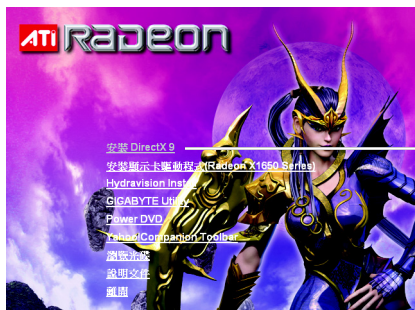 ATI RADEON
安裝 DirectX 9
安裝顯示卡驅動程式(Radeon X1650 Series)
Hydravision Install
GIGABYTE Utility
Power DVD
Yahoo!Companion Toolbar
瀏覽光碟
說明文件
離開